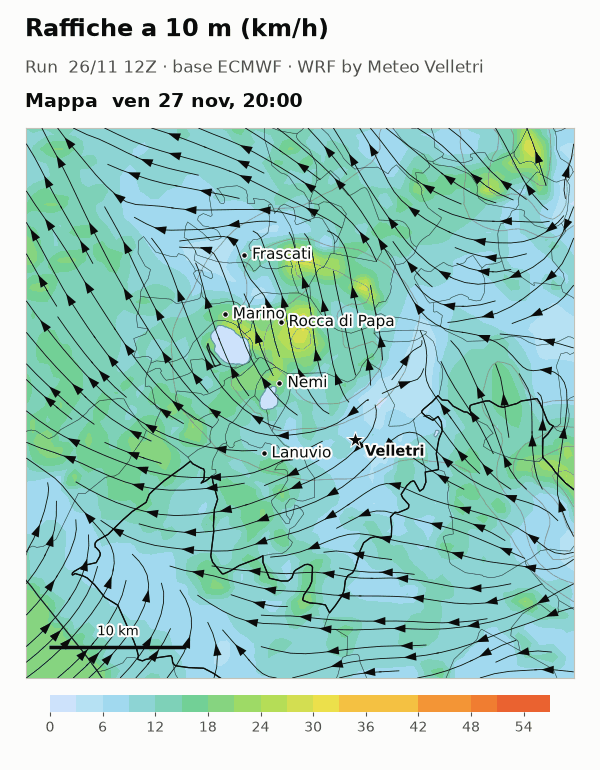 Raffiche a 10 m (km/h)
Run 26/11 12Z · base ECMWF · WRF by Meteo Velletri
Mappa ven 27 nov, 20:00
Frascati
Marino
Rocca di Papa
Nemi
Lanuvio
Velletri
10 km
0 6 12 18 24 30 36 42 48 54